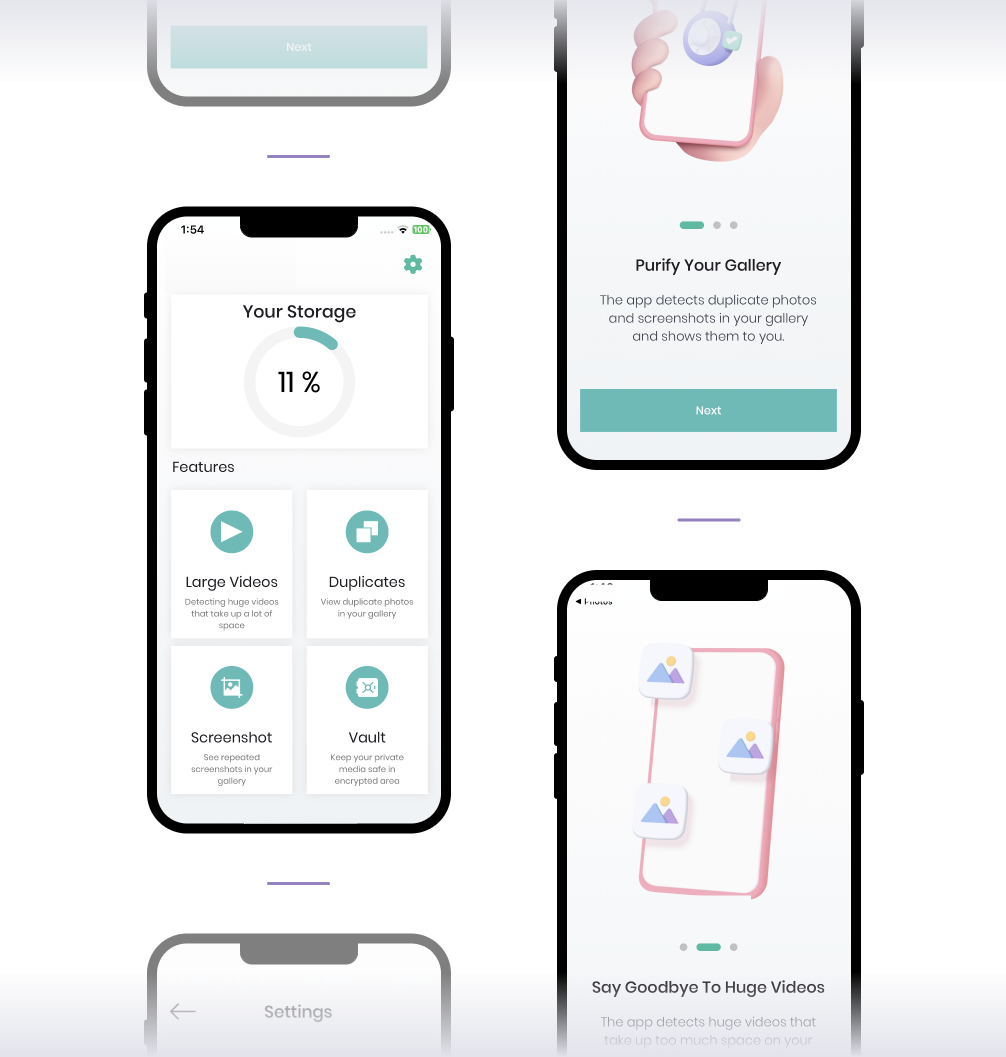 Next
1:54
100
Your Storage
11 %
Features
Large Videos
Detecting huge videos
that take up a lot of
space
Duplicates
View duplicate photos
in your gallery
Screenshot
See repeated
screenshots in your
gallery
Vault
Keep your private
media safe in
encrypted area
Settings
Purify Your Gallery
The app detects duplicate photos
and screenshots in your gallery
and shows them to you.
Next
Photos
Say Goodbye To Huge Videos
The app detects huge videos that
take up too much space on your